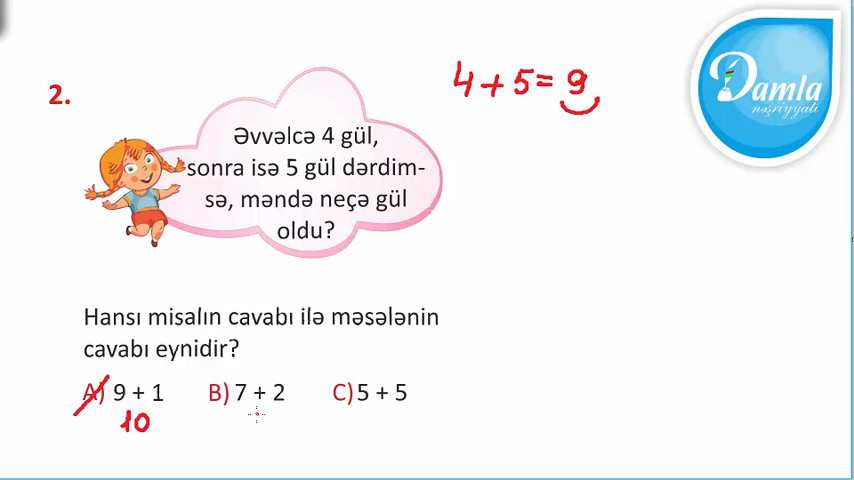 4+5=9
Damla
nəşriyyatı
2.
Əvvəlcə 4 gül,
sonra isə 5 gül dərdim-
sə, məndə neçə gül
oldu?
Hansı misalın cavabı ilə məsələnin
cavabı eynidir?
A) 9 + 1 B) 7 + 2 C) 5 + 5
10